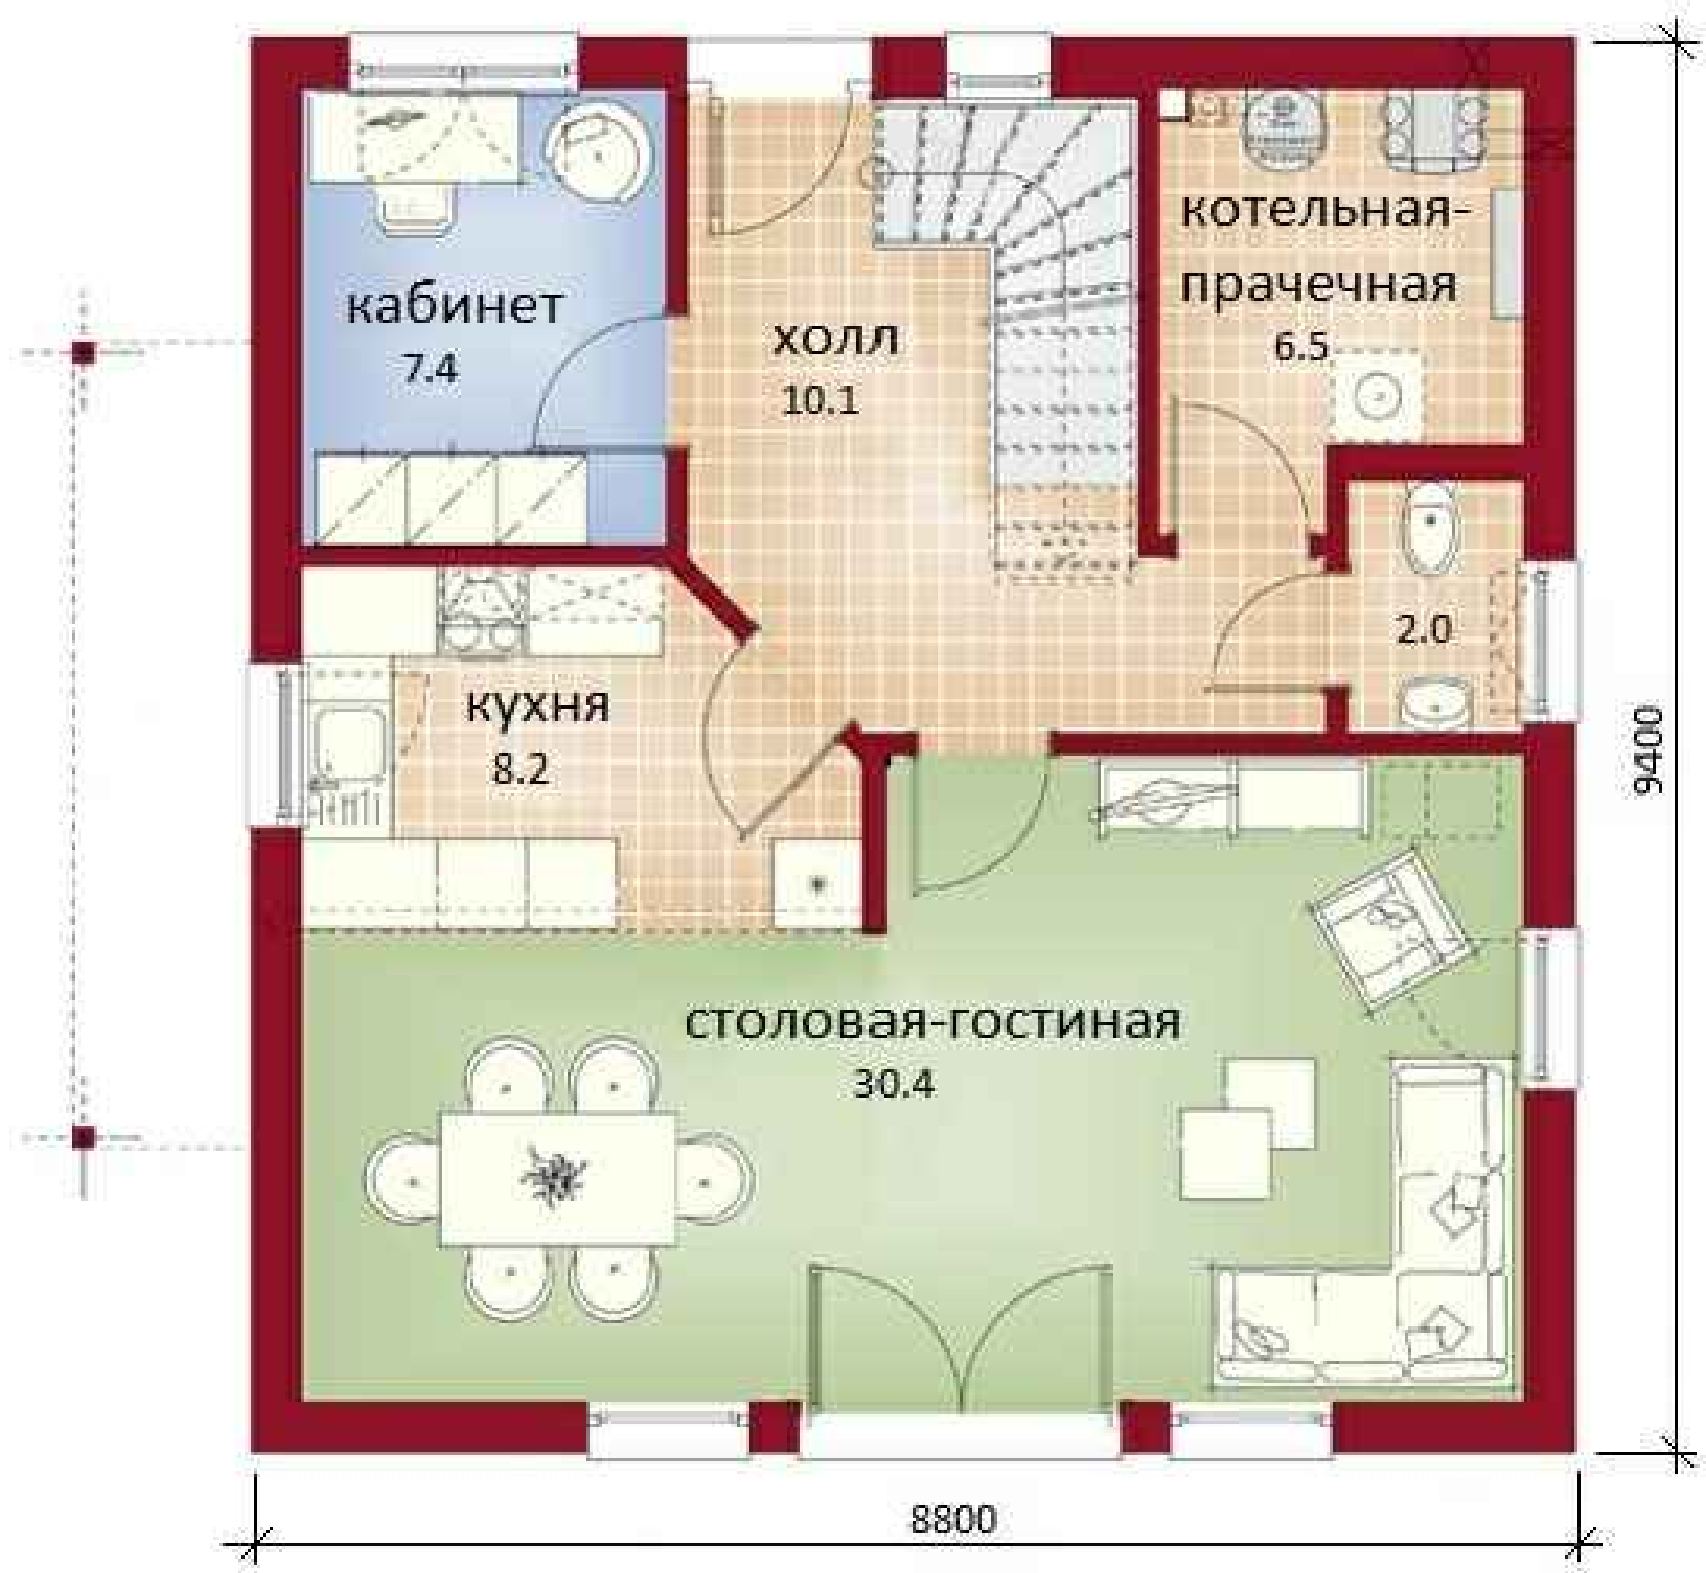 котельная-
прачечная
6.5
кабинет
7.4
холл
10.1
2.0
кухня
8.2
9400
столовая-гостиная
30.4
8800